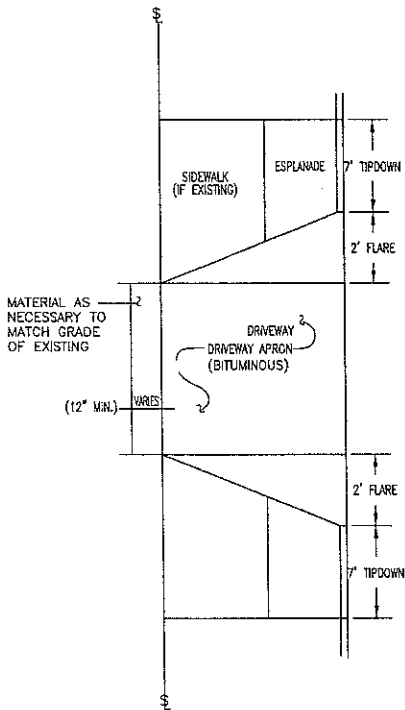 SIDEWALK
(IF EXISTING)
ESPLANADE
7' TIPDOWN
2' FLARE
MATERIAL AS
NECESSARY TO
MATCH GRADE
OF EXISTING
DRIVEWAY
DRIVEWAY APRON
(BITUMINOUS)
(12" MIN.)
VARIES
2' FLARE
7' TIPDOWN